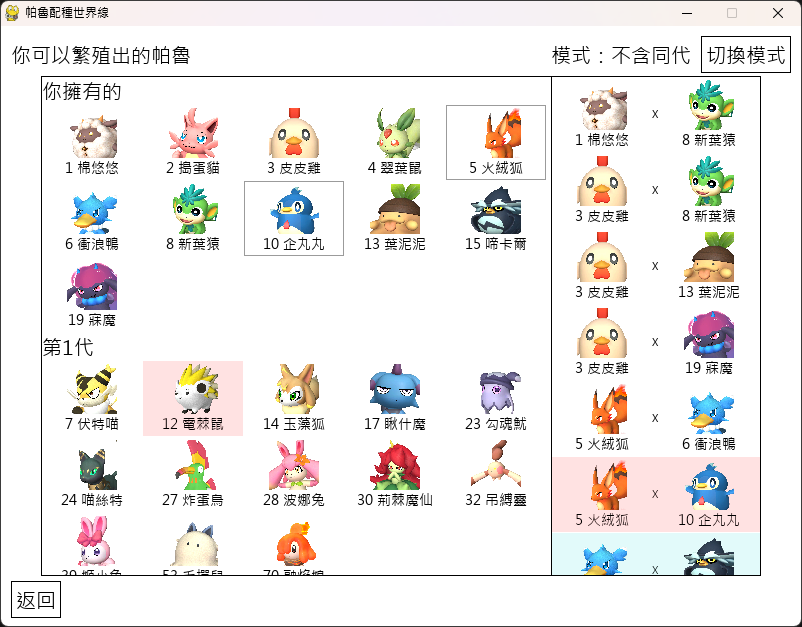 帕魯配種世界線
你可以繁殖出的帕魯
模式：不含同代
切換模式
你擁有的
1 棉悠悠
2 搗蛋貓
3 皮皮雞
4 翠葉鼠
5 火絨狐
6 衝浪鴨
8 新葉猿
10 企丸丸
13 葉泥泥
15 啼卡爾
19 寐魔
第1代
7 伏特喵
12 電棘鼠
14 玉藻狐
17 瞅什魔
23 勾魂魷
24 喵絲特
27 炸蛋鳥
28 波娜兔
30 荊棘魔仙
32 吊縛靈
1 棉悠悠 x 8 新葉猿
3 皮皮雞 x 8 新葉猿
3 皮皮雞 x 13 葉泥泥
3 皮皮雞 x 19 寐魔
5 火絨狐 x 6 衝浪鴨
5 火絨狐 x 10 企丸丸
x
返回